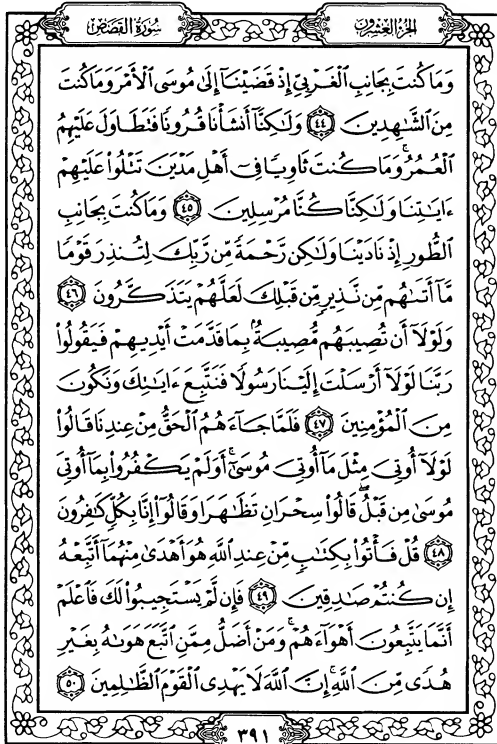 الجزء العشرون
سورة القصص
وَمَا كُنتَ بِجَانِبِ ٱلْغَرْبِيِّ إِذْ قَضَيْنَآ إِلَىٰ مُوسَى ٱلْأَمْرَ وَمَا كُنتَ
مِنَ ٱلشَّـٰهِدِينَ ٤٤ وَلَـٰكِنَّآ أَنشَأْنَا قُرُونًا فَتَطَاوَلَ عَلَيْهِمُ
ٱلْعُمُرُ ۚ وَمَا كُنتَ ثَاوِيًا فِىٓ أَهْلِ مَدْيَنَ تَتْلُوا۟ عَلَيْهِمْ
ءَايَـٰتِنَا وَلَـٰكِنَّا كُنَّا مُرْسِلِينَ ٤٥ وَمَا كُنتَ بِجَانِبِ
ٱلطُّورِ إِذْ نَادَيْنَا وَلَـٰكِن رَّحْمَةً مِّن رَّبِّكَ لِتُنذِرَ قَوْمًا
مَّآ أَتَىٰهُم مِّن نَّذِيرٍ مِّن قَبْلِكَ لَعَلَّهُمْ يَتَذَكَّرُونَ ٤٦
وَلَوْلَآ أَن تُصِيبَهُم مُّصِيبَةٌۢ بِمَا قَدَّمَتْ أَيْدِيهِمْ فَيَقُولُوا۟
رَبَّنَا لَوْلَآ أَرْسَلْتَ إِلَيْنَا رَسُولًا فَنَتَّبِعَ ءَايَـٰتِكَ وَنَكُونَ
مِنَ ٱلْمُؤْمِنِينَ ٤٧ فَلَمَّا جَآءَهُمُ ٱلْحَقُّ مِنْ عِندِنَا قَالُوا۟
لَوْلَآ أُوتِىَ مِثْلَ مَآ أُوتِىَ مُوسَىٰٓ ۚ أَوَلَمْ يَكْفُرُوا۟ بِمَآ أُوتِىَ
مُوسَىٰ مِن قَبْلُ ۖ قَالُوا۟ سِحْرَانِ تَظَـٰهَرَا وَقَالُوٓا۟ إِنَّا بِكُلٍّ كَـٰفِرُونَ
٤٨ قُلْ فَأْتُوا۟ بِكِتَـٰبٍ مِّنْ عِندِ ٱللَّهِ هُوَ أَهْدَىٰ مِنْهُمَآ أَتَّبِعْهُ
إِن كُنتُمْ صَـٰدِقِينَ ٤٩ فَإِن لَّمْ يَسْتَجِيبُوا۟ لَكَ فَٱعْلَمْ
أَنَّمَا يَتَّبِعُونَ أَهْوَآءَهُمْ ۚ وَمَنْ أَضَلُّ مِمَّنِ ٱتَّبَعَ هَوَىٰهُ بِغَيْرِ
هُدًى مِّنَ ٱللَّهِ ۚ إِنَّ ٱللَّهَ لَا يَهْدِى ٱلْقَوْمَ ٱلظَّـٰلِمِينَ ٥٠
٣٩١